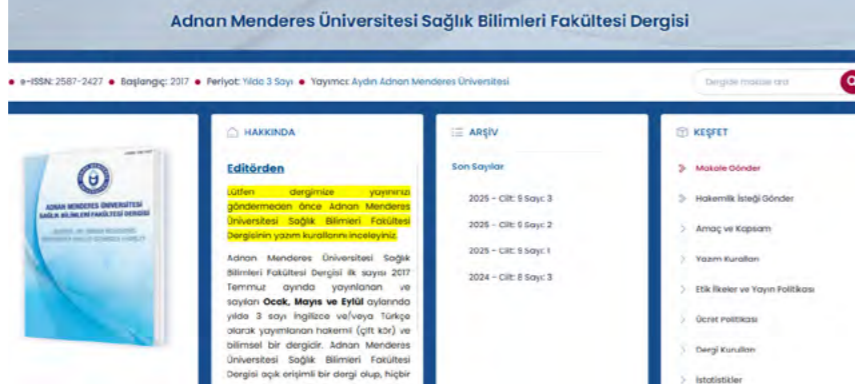 Adnan Menderes Üniversitesi Sağlık Bilimleri Fakültesi Dergisi
e-ISSN: 2587-2427 Başlangıç: 2017 Periyot: Yılda 3 Sayı Yayımcı: Aydın Adnan Menderes Üniversitesi
Dergide makale ara
ADNAN MENDERES ÜNİVERSİTESİ
SAĞLIK BİLİMLERİ FAKÜLTESİ DERGİSİ
HAKKINDA
Editörden
Lütfen dergimize yayınınızı
göndermeden önce Adnan Menderes
Üniversitesi Sağlık Bilimleri Fakültesi
Dergisinin yazım kurallarını inceleyiniz.
Adnan Menderes Üniversitesi Sağlık
Bilimleri Fakültesi Dergisi ilk sayısı 2017
Temmuz ayında yayınlanan ve
sayıları Ocak, Mayıs ve Eylül aylarında
yılda 3 sayı İngilizce ve/veya Türkçe
olarak yayımlanan hakemli (çift kör) ve
bilimsel bir dergidir. Adnan Menderes
Üniversitesi Sağlık Bilimleri Fakültesi
Dergisi açık erişimli bir dergi olup, hiçbir
ARŞİV
Son Sayılar
2025 - Cilt: 9 Sayı: 3
2025 - Cilt: 9 Sayı: 2
2025 - Cilt: 9 Sayı: 1
2024 - Cilt: 8 Sayı: 3
KEŞFET
Makale Gönder
Hakemlik İsteği Gönder
Amaç ve Kapsam
Yazım Kuralları
Etik İlkeler ve Yayın Politikası
Ücret Politikası
Dergi Kurulları
İstatistikler